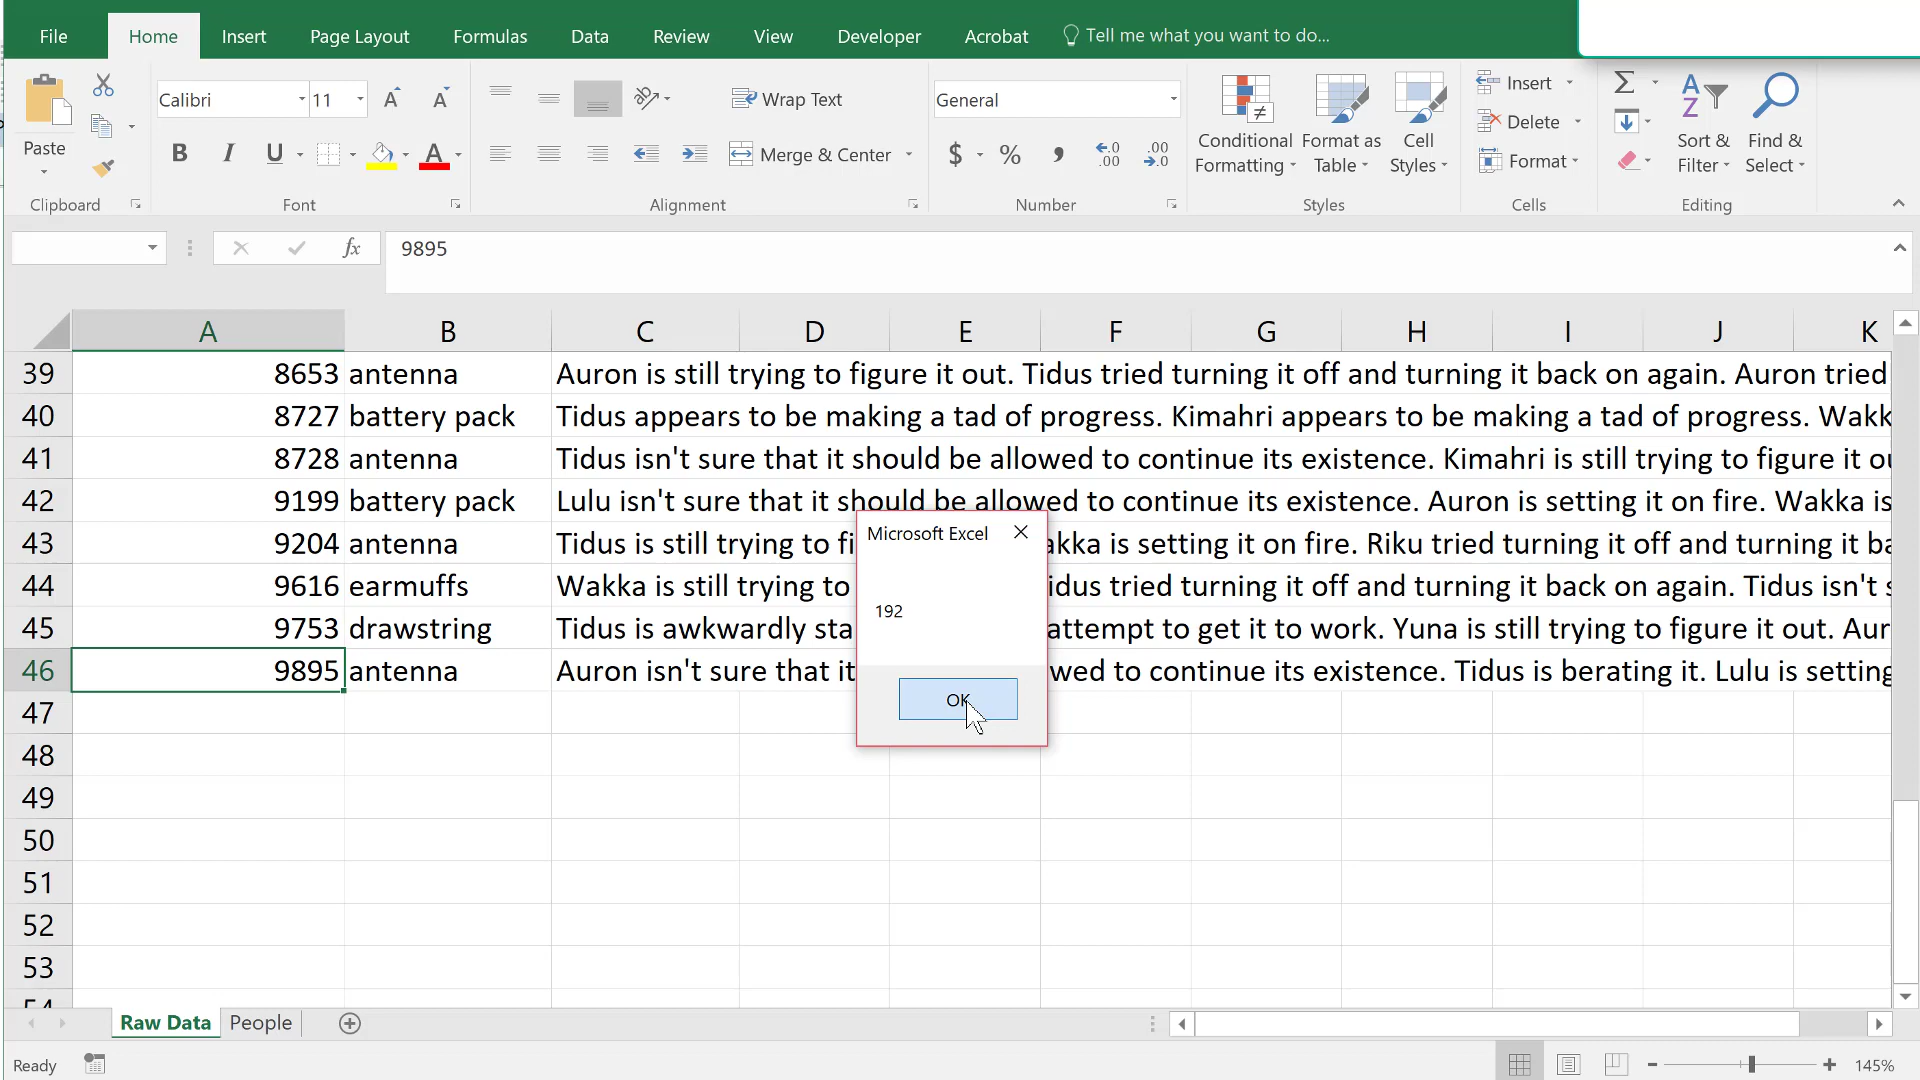 File Home Insert Page Layout Formulas Data Review View Developer Acrobat Tell me what you want to do...
Paste
Calibri 11
B I U A
Wrap Text
Merge & Center
General
$ % , .0 .00 .00 .0
Conditional Formatting
Format as Table
Cell Styles
Insert
Delete
Format
Σ
Sort & Filter
Find & Select
Clipboard Font Alignment Number Styles Cells Editing
fx 9895
A B C D E F G H I J K
39 8653 antenna Auron is still trying to figure it out. Tidus tried turning it off and turning it back on again. Auron tried
40 8727 battery pack Tidus appears to be making a tad of progress. Kimahri appears to be making a tad of progress. Wakk
41 8728 antenna Tidus isn't sure that it should be allowed to continue its existence. Kimahri is still trying to figure it
42 9199 battery pack Lulu isn't sure that it should be allowed to continue its existence. Auron is setting it on fire. Wakka is
43 9204 antenna Tidus is still trying to akka is setting it on fire. Riku tried turning it off and turning it
44 9616 earmuffs Wakka is still trying to idus tried turning it off and turning it back on again. Tidus isn't
45 9753 drawstring Tidus is awkwardly sta attempt to get it to work. Yuna is still trying to figure it out. Aur
46 9895 antenna Auron isn't sure that it wed to continue its existence. Tidus is berating it. Lulu is setting
47
48
49
50
51
52
53
54
Microsoft Excel
192
OK
Raw Data People
Ready 145%